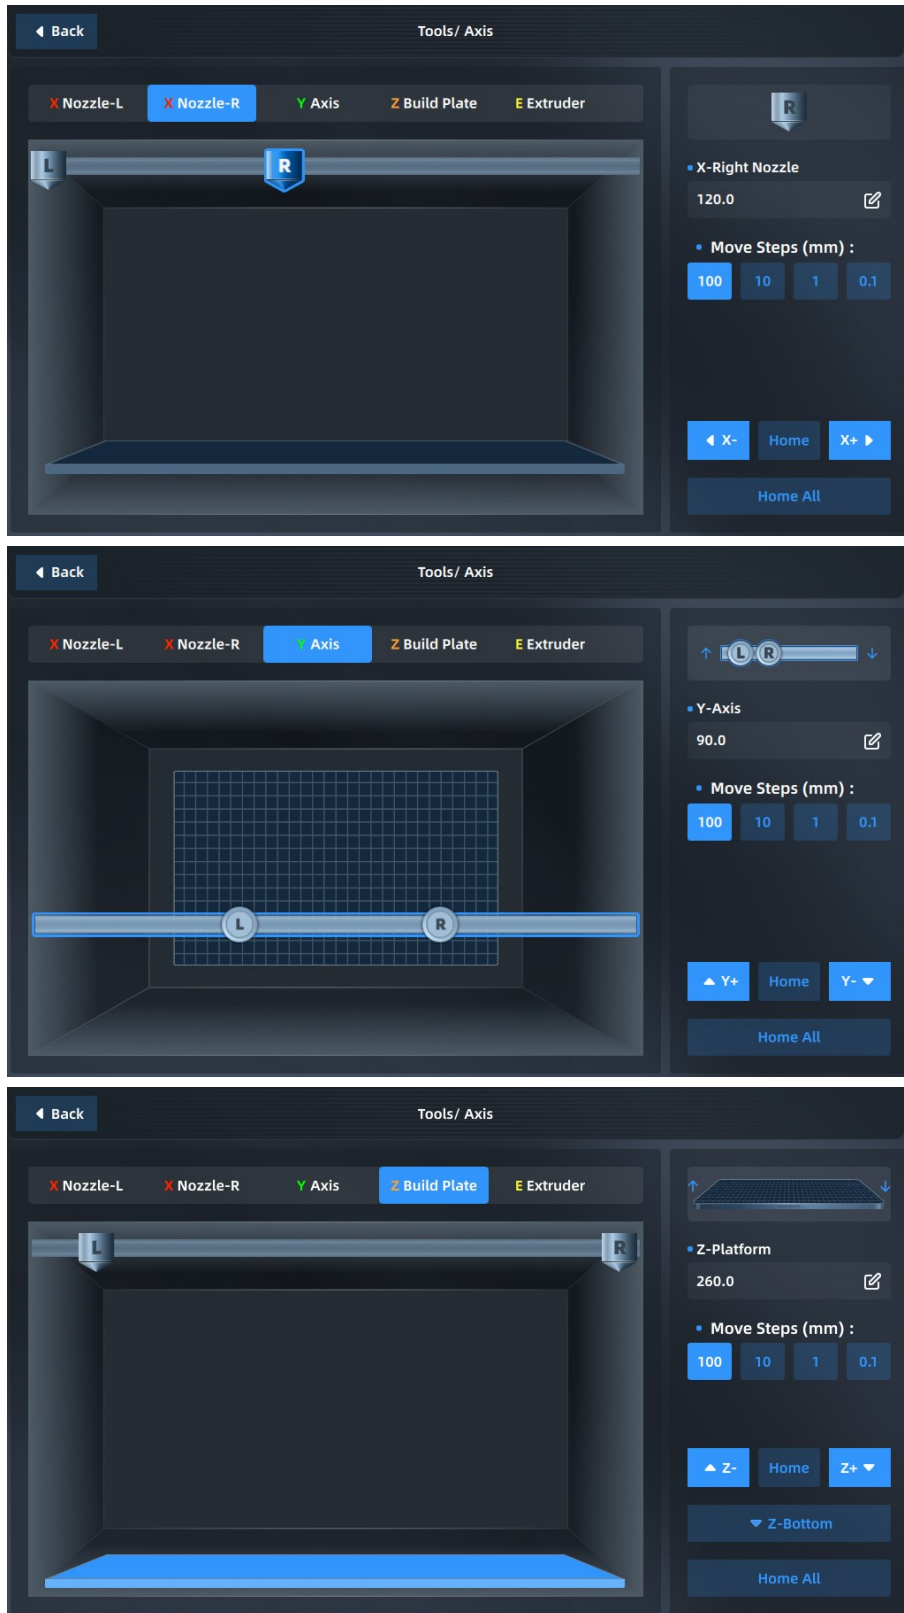 Back
Tools/ Axis
X Nozzle-L X Nozzle-R Y Axis Z Build Plate E Extruder
L
R
R
X-Right Nozzle
120.0
Move Steps (mm) :
100 10 1 0.1
X- Home X+
Home All
Back
Tools/ Axis
X Nozzle-L X Nozzle-R Y Axis Z Build Plate E Extruder
L R
L R
Y-Axis
90.0
Move Steps (mm) :
100 10 1 0.1
Y+ Home Y-
Home All
Back
Tools/ Axis
X Nozzle-L X Nozzle-R Y Axis Z Build Plate E Extruder
L R
Z-Platform
260.0
Move Steps (mm) :
100 10 1 0.1
Z- Home Z+
Z-Bottom
Home All